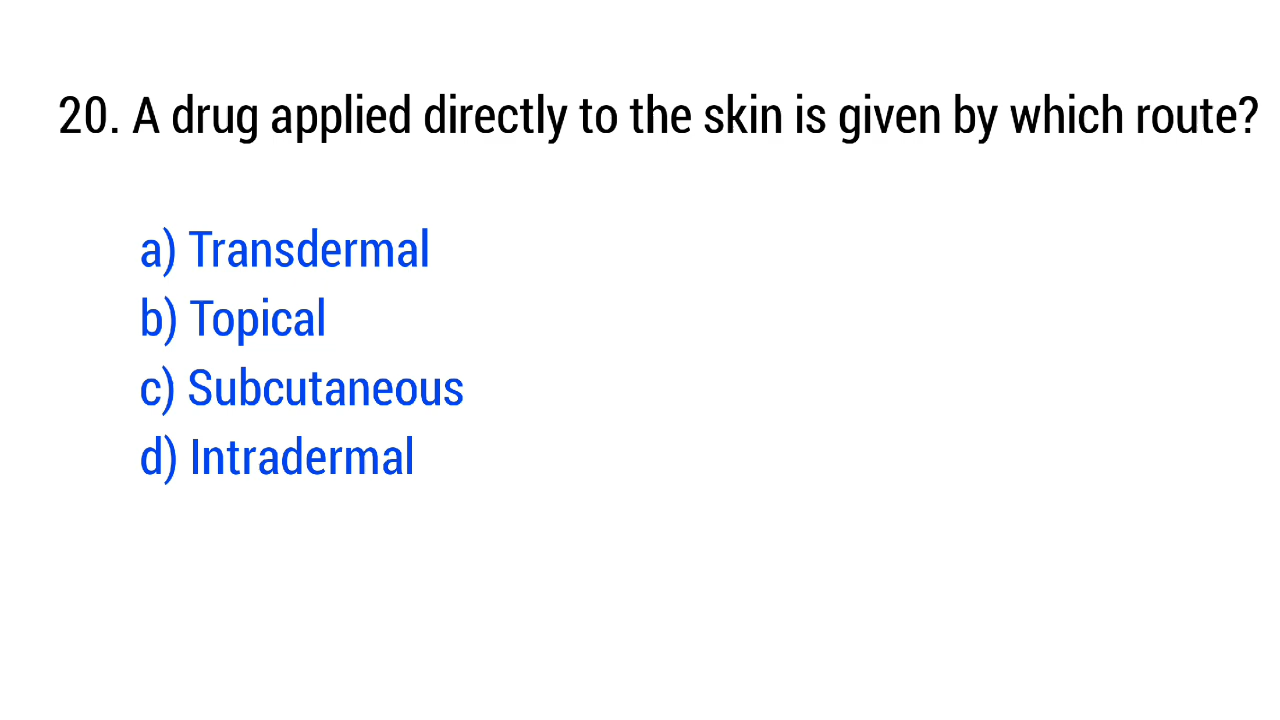 20. A drug applied directly to the skin is given by which route?
a) Transdermal
b) Topical
c) Subcutaneous
d) Intradermal